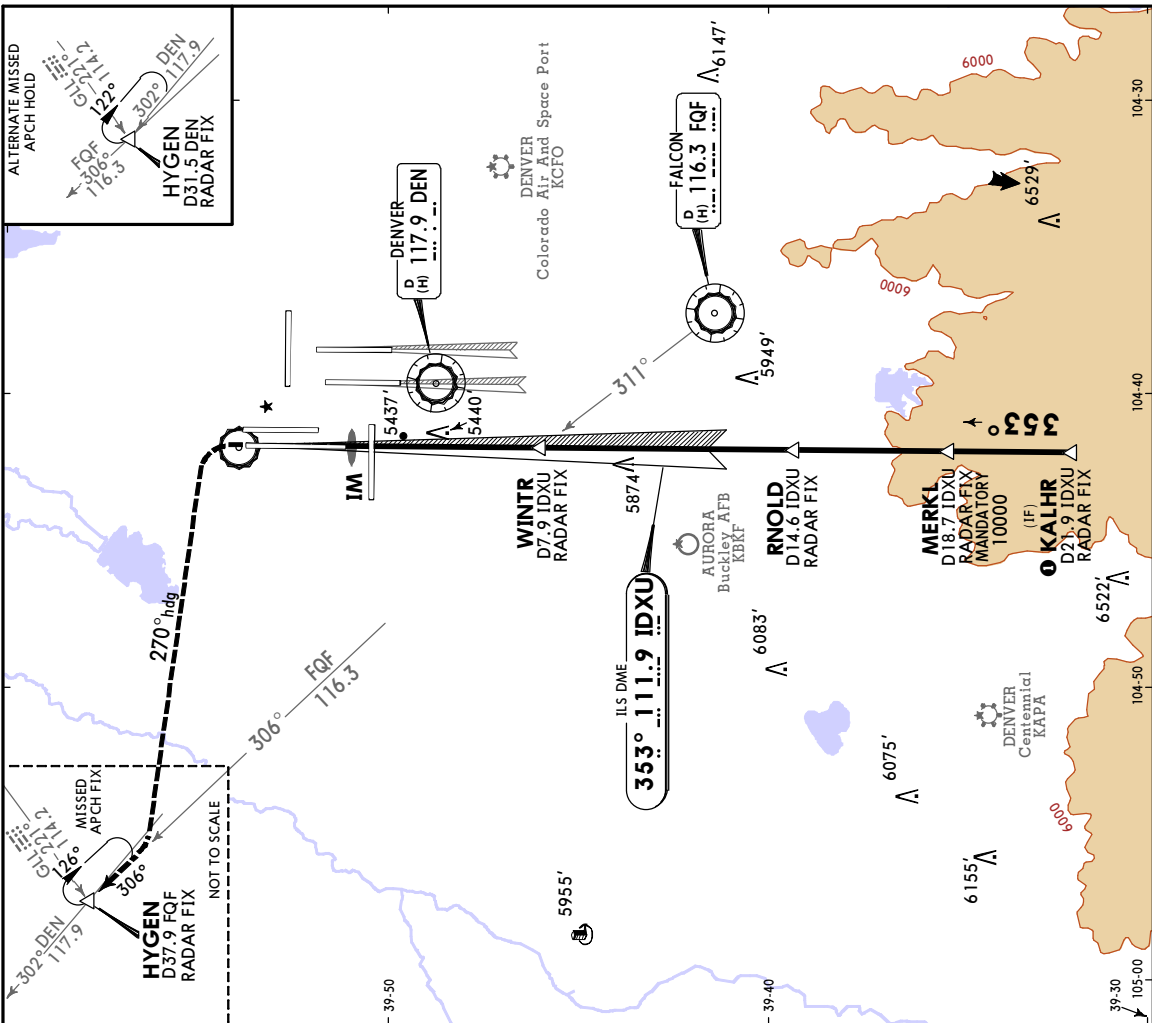 ALTERNATE MISSED
APCH HOLD
GLL
221°
114.2
122°
302°
DEN
117.9
FQF
306°
116.3
HYGEN
D31.5 DEN
RADAR FIX
6147'
6000
104-30
DENVER
Colorado Air And Space Port
KCFO
DENVER
D
(H)
117.9 DEN
FALCON
D
(H)
116.3 FQF
6529'
6000
311°
5949'
5437'
5440'
104-40
353°
IM
WINTR
D7.9 IDXU
RADAR FIX
5874'
RNOLD
D14.6 IDXU
RADAR FIX
MERKL
D18.7 IDXU
RADAR FIX
MANDATORY
10000
(IF)
1 KALHR
D21.9 IDXU
RADAR FIX
AURORA
Buckley AFB
KBKF
ILS DME
353° 111.9 IDXU
6522'
6083'
104-50
270° hdg
306°
FQF
116.3
DENVER
Centennial
KAPA
6075'
6000
6155'
5955'
MISSED
APCH FIX
GLL
221°
114.2
126°
306°
NOT TO SCALE
302° DEN
117.9
HYGEN
D37.9 FQF
RADAR FIX
39-50
39-40
39-30
105-00